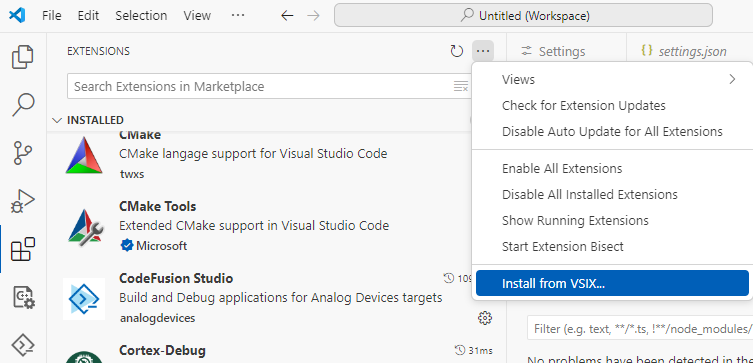 File Edit Selection View ··· Untitled (Workspace)
EXTENSIONS ···
Settings {} settings.json
Search Extensions in Marketplace
Views
Check for Extension Updates
Disable Auto Update for All Extensions
Enable All Extensions
Disable All Installed Extensions
Show Running Extensions
Start Extension Bisect
Install from VSIX...
INSTALLED
CMake
CMake langage support for Visual Studio Code
twxs
CMake Tools
Extended CMake support in Visual Studio Code
Microsoft
CodeFusion Studio 109
Build and Debug applications for Analog Devices targets
analogdevices
Cortex-Debug 31ms
Filter (e.g. text, **/*.ts, !**/node_modules/
No problems have been detected in the